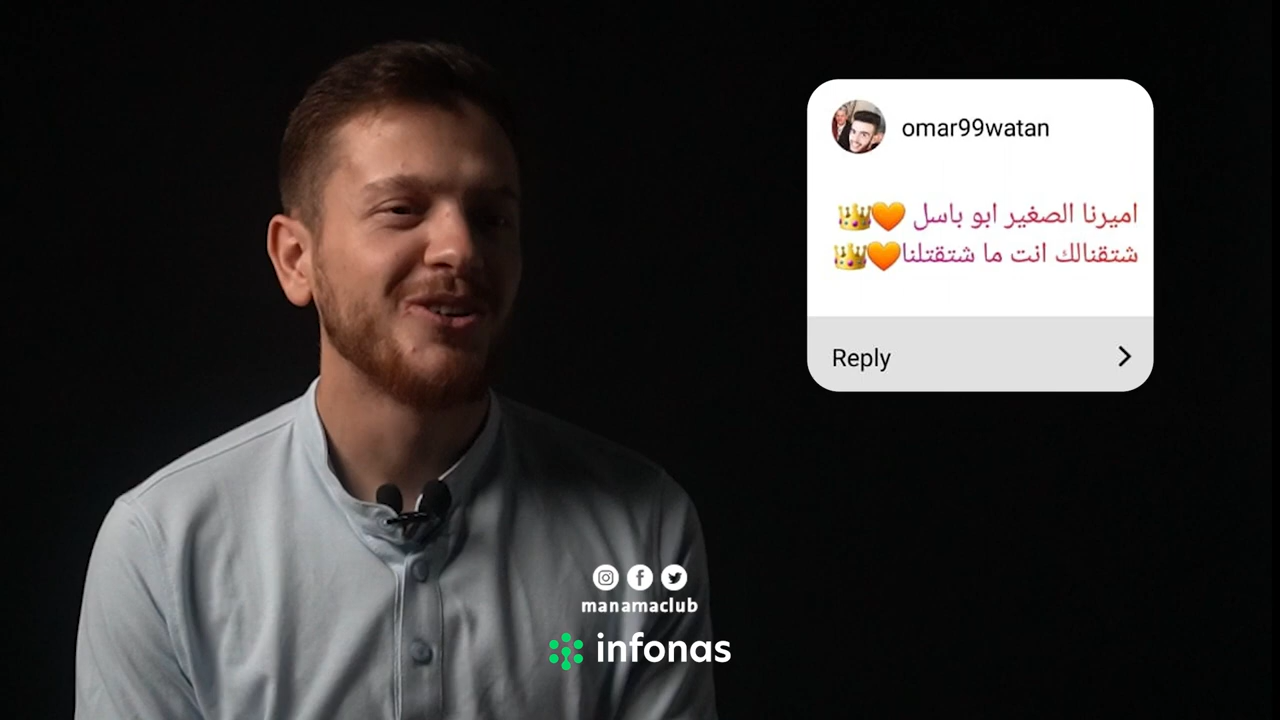 omar99watan
اميرنا الصغير ابو باسل 🧡👑
شتقنالك انت ما شتقتلنا🧡👑
Reply
manamaclub
infonas